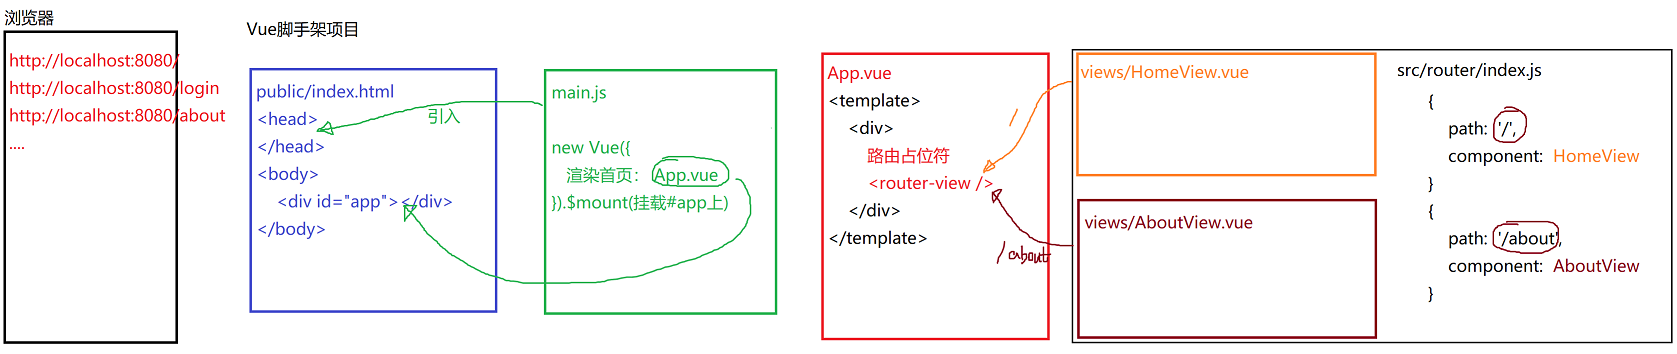 浏览器
http://localhost:8080/
http://localhost:8080/login
http://localhost:8080/about
....
Vue脚手架项目
public/index.html
<head>
</head>
<body>
<div id="app"></div>
</body>
引入
main.js
new Vue({
渲染首页： App.vue
}).$mount(挂载#app上)
App.vue
<template>
<div>
路由占位符
<router-view />
</div>
</template>
/
/about
views/HomeView.vue
views/AboutView.vue
src/router/index.js
{
path: '/',
component: HomeView
}
{
path: '/about',
component: AboutView
}